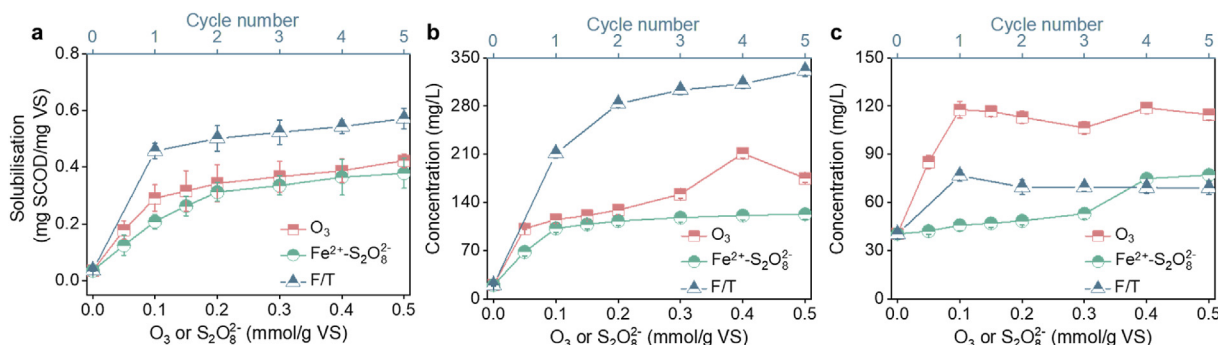 Cycle number
a
0 1 2 3 4 5
Solubilisation
(mg SCOD/mg VS)
0.8
0.6
0.4
0.2
0.0
O₃
Fe²⁺-S₂O₈²⁻
F/T
0.0 0.1 0.2 0.3 0.4 0.5
O₃ or S₂O₈²⁻ (mmol/g VS)
Cycle number
b
0 1 2 3 4 5
Concentration (mg/L)
350
280
210
140
70
0
O₃
Fe²⁺-S₂O₈²⁻
F/T
0.0 0.1 0.2 0.3 0.4 0.5
O₃ or S₂O₈²⁻ (mmol/g VS)
Cycle number
c
0 1 2 3 4 5
Concentration (mg/L)
150
120
90
60
30
0
O₃
Fe²⁺-S₂O₈²⁻
F/T
0.0 0.1 0.2 0.3 0.4 0.5
O₃ or S₂O₈²⁻ (mmol/g VS)